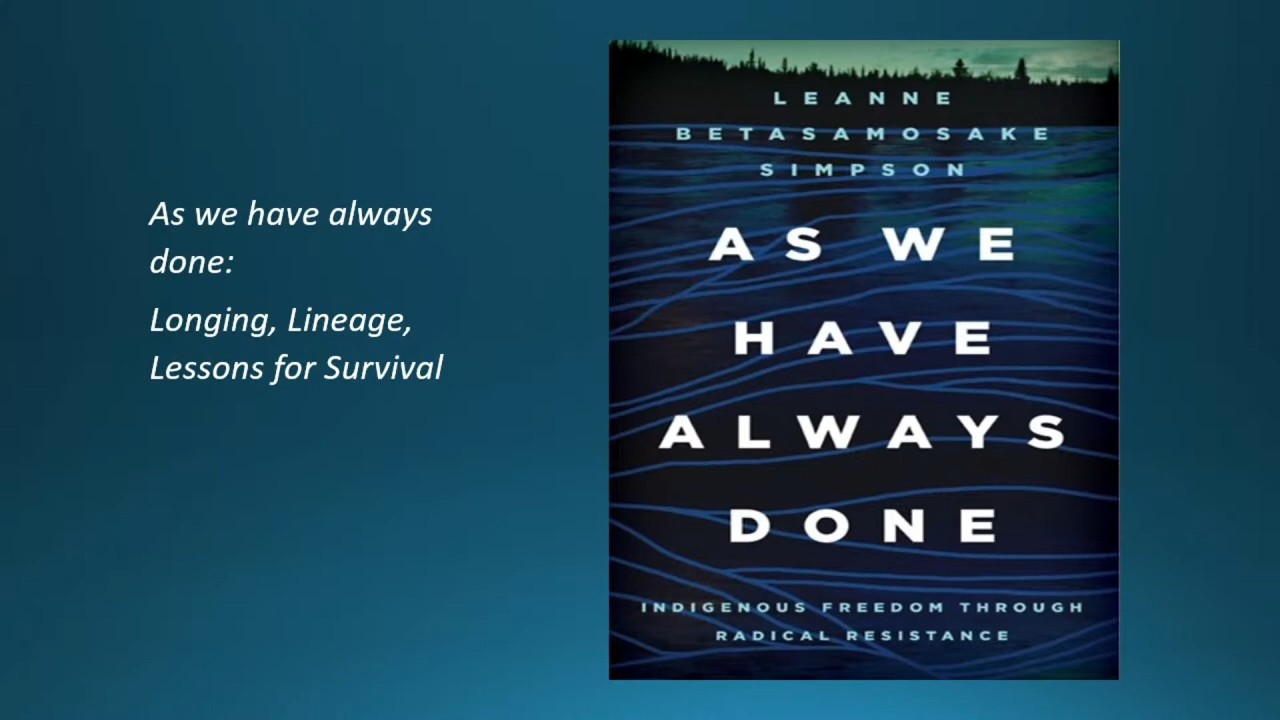 As we have always
done:
Longing, Lineage,
Lessons for Survival
LEANNE
BETASAMOSAKE
SIMPSON
AS WE
HAVE
ALWAYS
DONE
INDIGENOUS FREEDOM THROUGH
RADICAL RESISTANCE